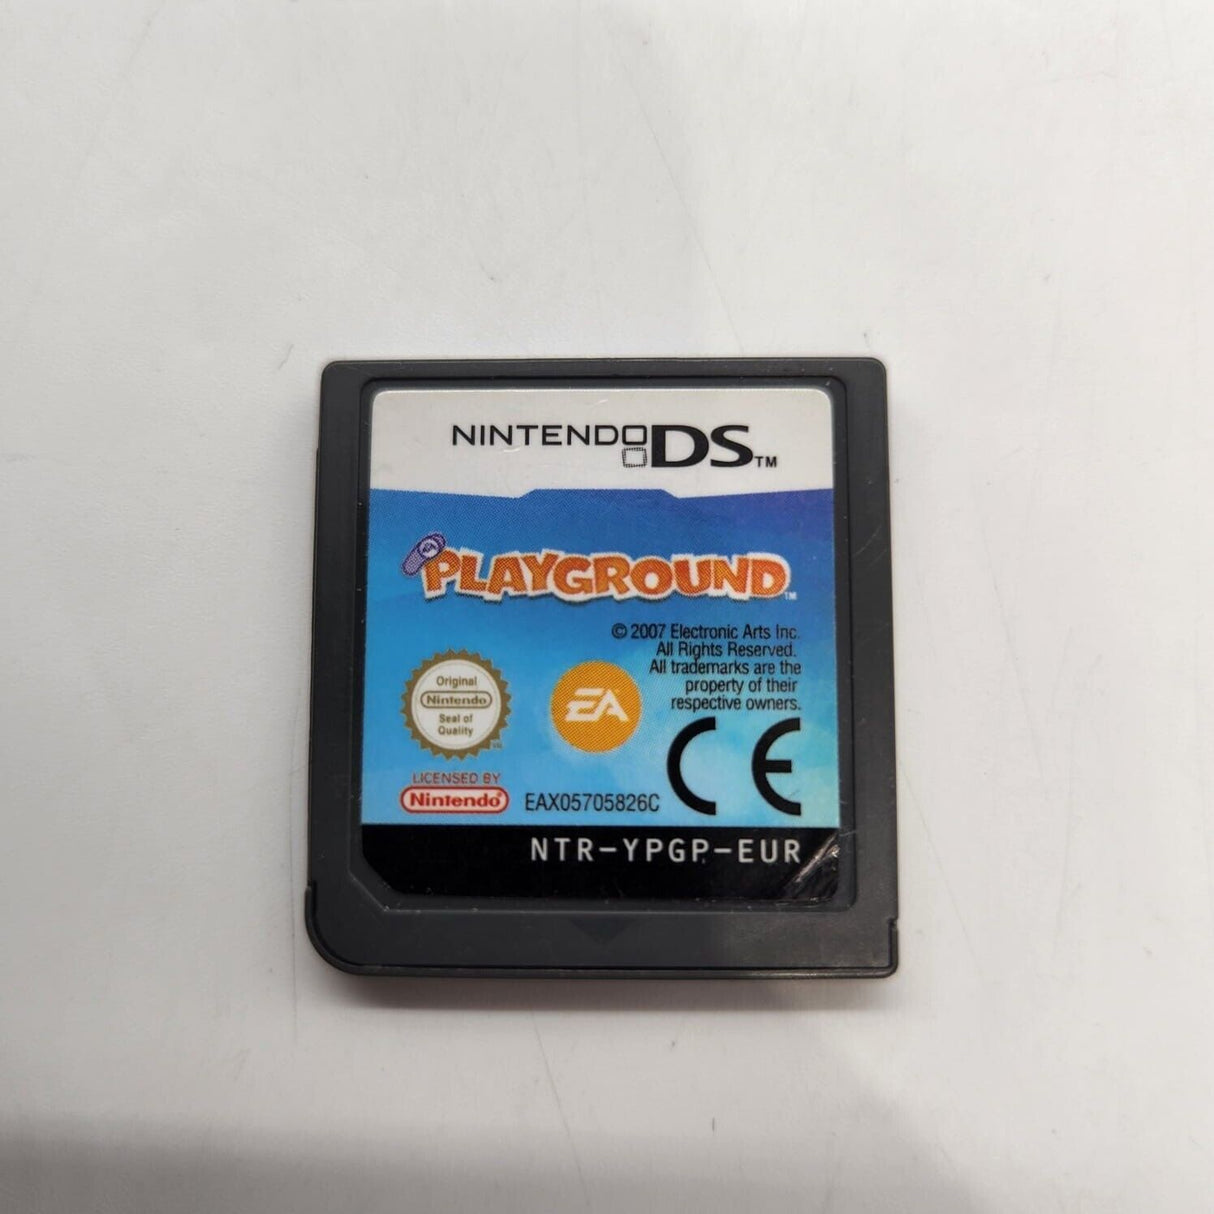 NINTENDO DS™
EA
PLAYGROUND™
© 2007 Electronic Arts Inc.
All Rights Reserved.
All trademarks are the
property of their
respective owners.
Original
Nintendo
Seal of
Quality
EA
CE
LICENSED BY
Nintendo®
EAX05705826C
NTR-YPGP-EUR